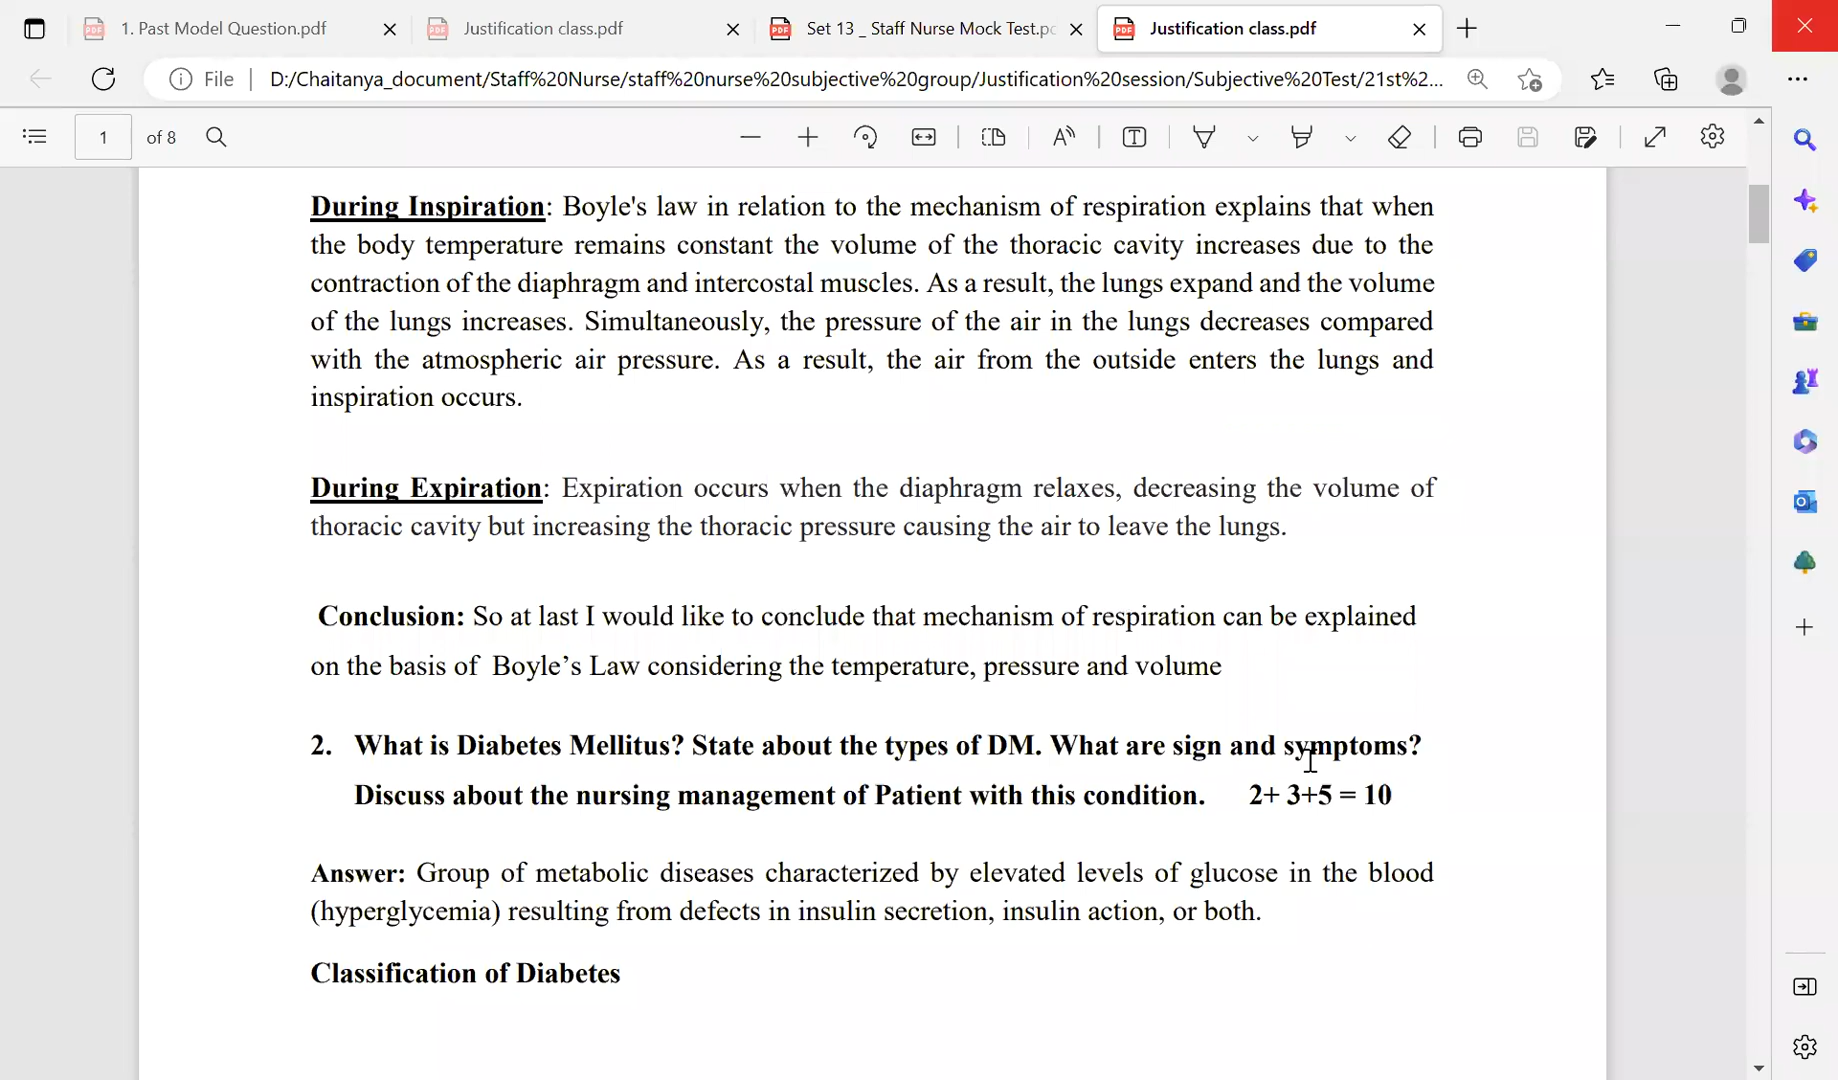 1. Past Model Question.pdf
Justification class.pdf
Set 13 _ Staff Nurse Mock Test.pd
Justification class.pdf
File
D:/Chaitanya_document/Staff%20Nurse/staff%20nurse%20subjective%20group/Justification%20session/Subjective%20Test/21st%2...
1 of 8
During Inspiration: Boyle's law in relation to the mechanism of respiration explains that when
the body temperature remains constant the volume of the thoracic cavity increases due to the
contraction of the diaphragm and intercostal muscles. As a result, the lungs expand and the volume
of the lungs increases. Simultaneously, the pressure of the air in the lungs decreases compared
with the atmospheric air pressure. As a result, the air from the outside enters the lungs and
inspiration occurs.
During Expiration: Expiration occurs when the diaphragm relaxes, decreasing the volume of
thoracic cavity but increasing the thoracic pressure causing the air to leave the lungs.
Conclusion: So at last I would like to conclude that mechanism of respiration can be explained
on the basis of Boyle’s Law considering the temperature, pressure and volume
2. What is Diabetes Mellitus? State about the types of DM. What are sign and symptoms?
Discuss about the nursing management of Patient with this condition. 2+ 3+5 = 10
Answer: Group of metabolic diseases characterized by elevated levels of glucose in the blood
(hyperglycemia) resulting from defects in insulin secretion, insulin action, or both.
Classification of Diabetes